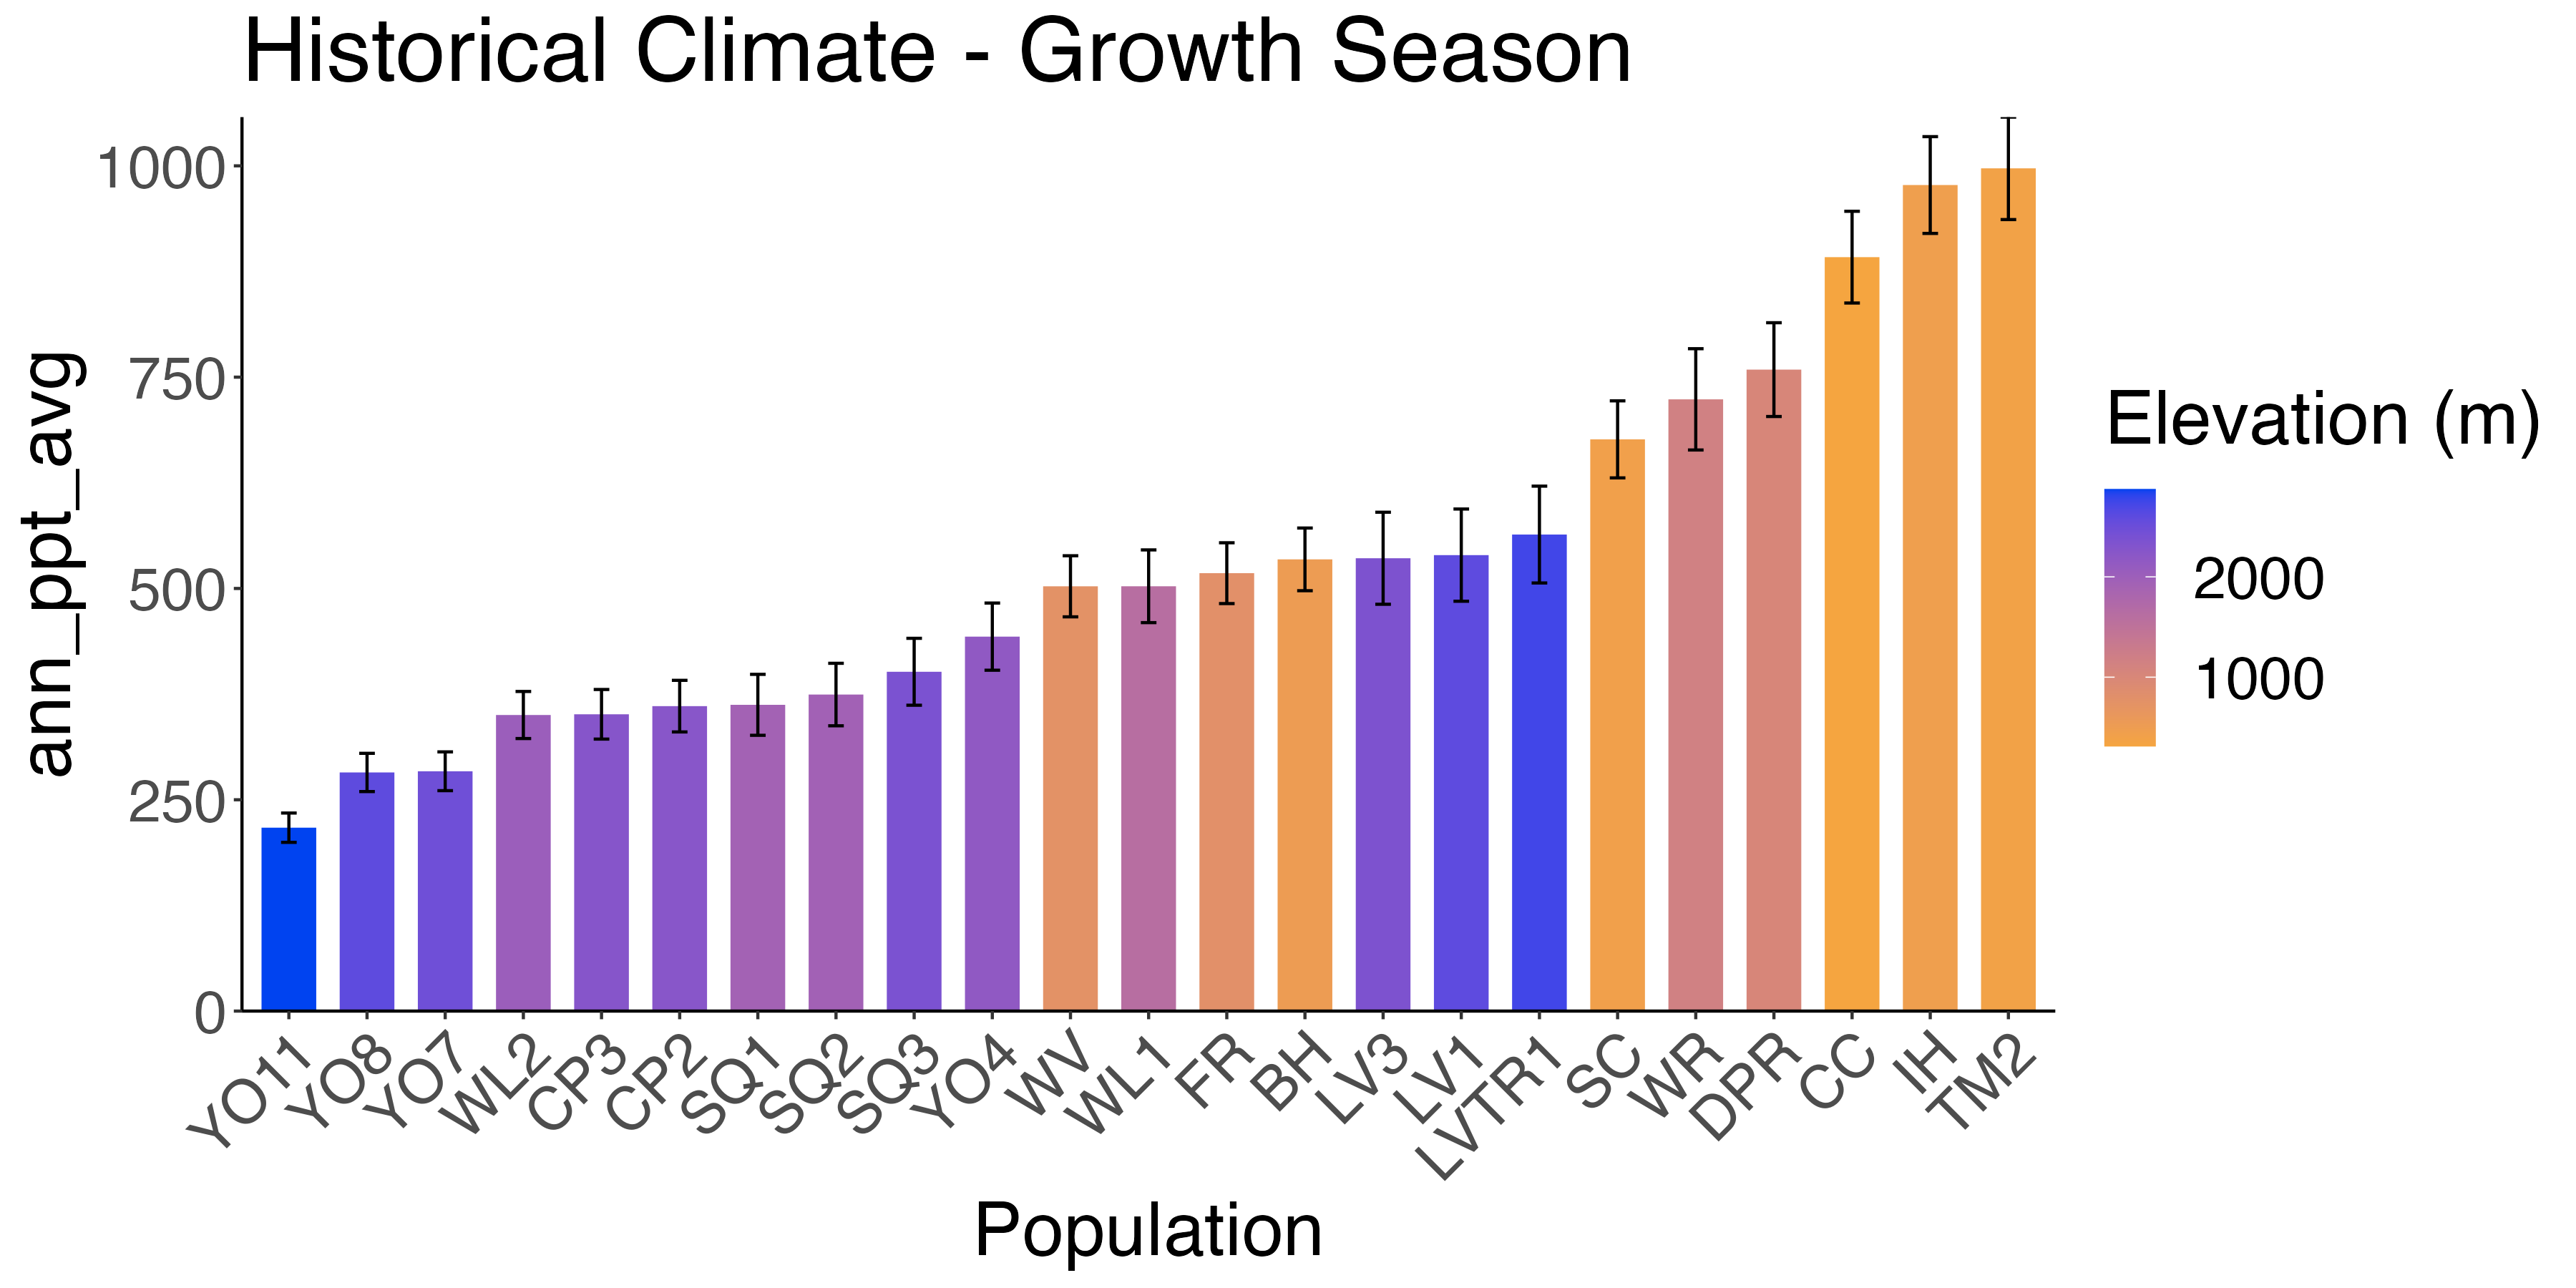 Historical Climate - Growth Season
ann_ppt_avg
1000
750
500
250
0
YO11
YO8
YO7
WL2
CP3
CP2
SQ1
SQ2
SQ3
YO4
WV
WL1
FR
BH
LV3
LV1
LVTR1
SC
WR
DPR
CC
IH
TM2
Population
Elevation (m)
2000
1000